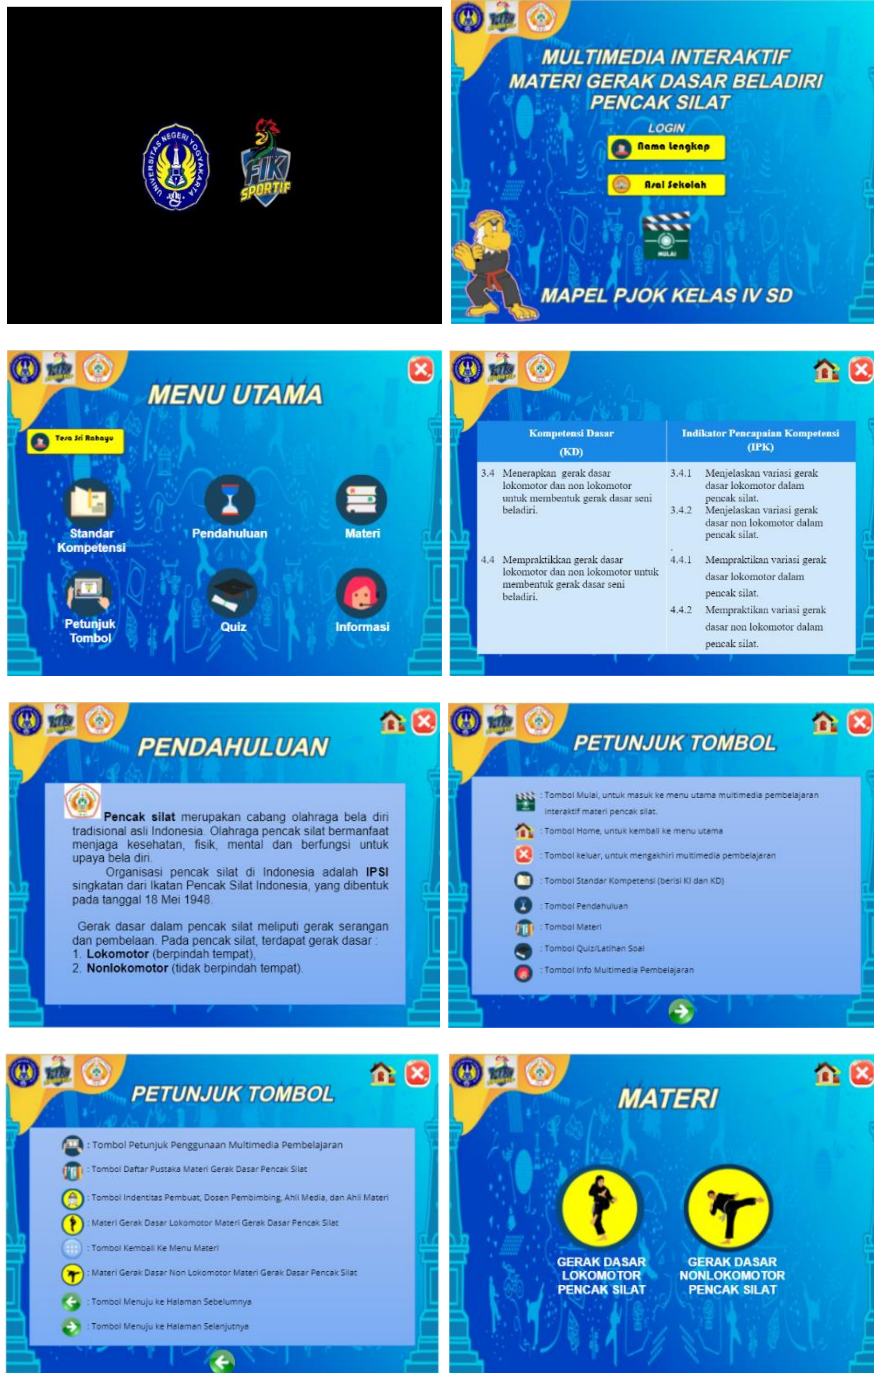 UNIVERSITAS NEGERI YOGYAKARTA
FIK
SPORTIF
MULTIMEDIA INTERAKTIF
MATERI GERAK DASAR BELADIRI
PENCAK SILAT
LOGIN
Nama Lengkap
Asal Sekolah
MULAI
MAPEL PJOK KELAS IV SD
MENU UTAMA
Tesa Sri Rahayu
Standar
Kompetensi
Pendahuluan
Materi
Petunjuk
Tombol
Quiz
Informasi
Kompetensi Dasar
(KD)
Indikator Pencapaian Kompetensi
(IPK)
3.4 Menerapkan gerak dasar
lokomotor dan non lokomotor
untuk membentuk gerak dasar seni
beladiri.
3.4.1 Menjelaskan variasi gerak
dasar lokomotor dalam
pencak silat.
3.4.2 Menjelaskan variasi gerak
dasar non lokomotor dalam
pencak silat.
.
4.4 Mempraktikkan gerak dasar
lokomotor dan non lokomotor untuk
membentuk gerak dasar seni
beladiri.
4.4.1 Mempraktikan variasi gerak
dasar lokomotor dalam
pencak silat.
4.4.2 Mempraktikan variasi gerak
dasar non lokomotor dalam
pencak silat.
PENDAHULUAN
Pencak silat merupakan cabang olahraga bela diri
tradisional asli Indonesia. Olahraga pencak silat bermanfaat
menjaga kesehatan, fisik, mental dan berfungsi untuk
upaya bela diri.
Organisasi pencak silat di Indonesia adalah IPSI
singkatan dari Ikatan Pencak Silat Indonesia, yang dibentuk
pada tanggal 18 Mei 1948.
Gerak dasar dalam pencak silat meliputi gerak serangan
dan pembelaan. Pada pencak silat, terdapat gerak dasar :
1. Lokomotor (berpindah tempat),
2. Nonlokomotor (tidak berpindah tempat).
PETUNJUK TOMBOL
: Tombol Mulai, untuk masuk ke menu utama multimedia pembelajaran
interaktif materi pencak silat.
: Tombol Home, untuk kembali ke menu utama
: Tombol keluar, untuk mengakhiri multimedia pembelajaran
: Tombol Standar Kompetensi (berisi KI dan KD)
: Tombol Pendahuluan
: Tombol Materi
: Tombol Quiz/Latihan Soal
: Tombol Info Multimedia Pembelajaran
PETUNJUK TOMBOL
: Tombol Petunjuk Penggunaan Multimedia Pembelajaran
: Tombol Daftar Pustaka Materi Gerak Dasar Pencak Silat
: Tombol Indentitas Pembuat, Dosen Pembimbing, Ahli Media, dan Ahli Materi
: Materi Gerak Dasar Lokomotor Materi Gerak Dasar Pencak Silat
: Tombol Kembali Ke Menu Materi
: Materi Gerak Dasar Non Lokomotor Materi Gerak Dasar Pencak Silat
: Tombol Menuju ke Halaman Sebelumnya
: Tombol Menuju ke Halaman Selanjutnya
MATERI
GERAK DASAR
LOKOMOTOR
PENCAK SILAT
GERAK DASAR
NONLOKOMOTOR
PENCAK SILAT